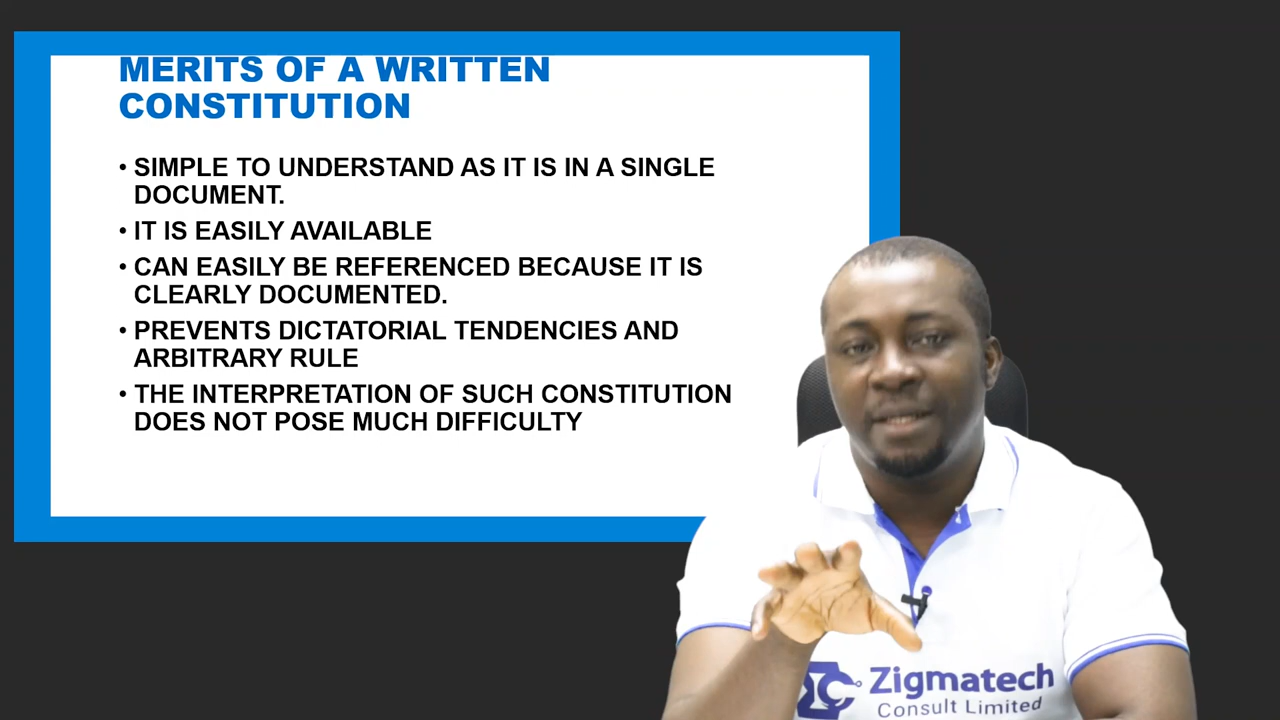 MERITS OF A WRITTEN
CONSTITUTION
• SIMPLE TO UNDERSTAND AS IT IS IN A SINGLE
DOCUMENT.
• IT IS EASILY AVAILABLE
• CAN EASILY BE REFERENCED BECAUSE IT IS
CLEARLY DOCUMENTED.
• PREVENTS DICTATORIAL TENDENCIES AND
ARBITRARY RULE
• THE INTERPRETATION OF SUCH CONSTITUTION
DOES NOT POSE MUCH DIFFICULTY
Zigmatech
Consult Limited